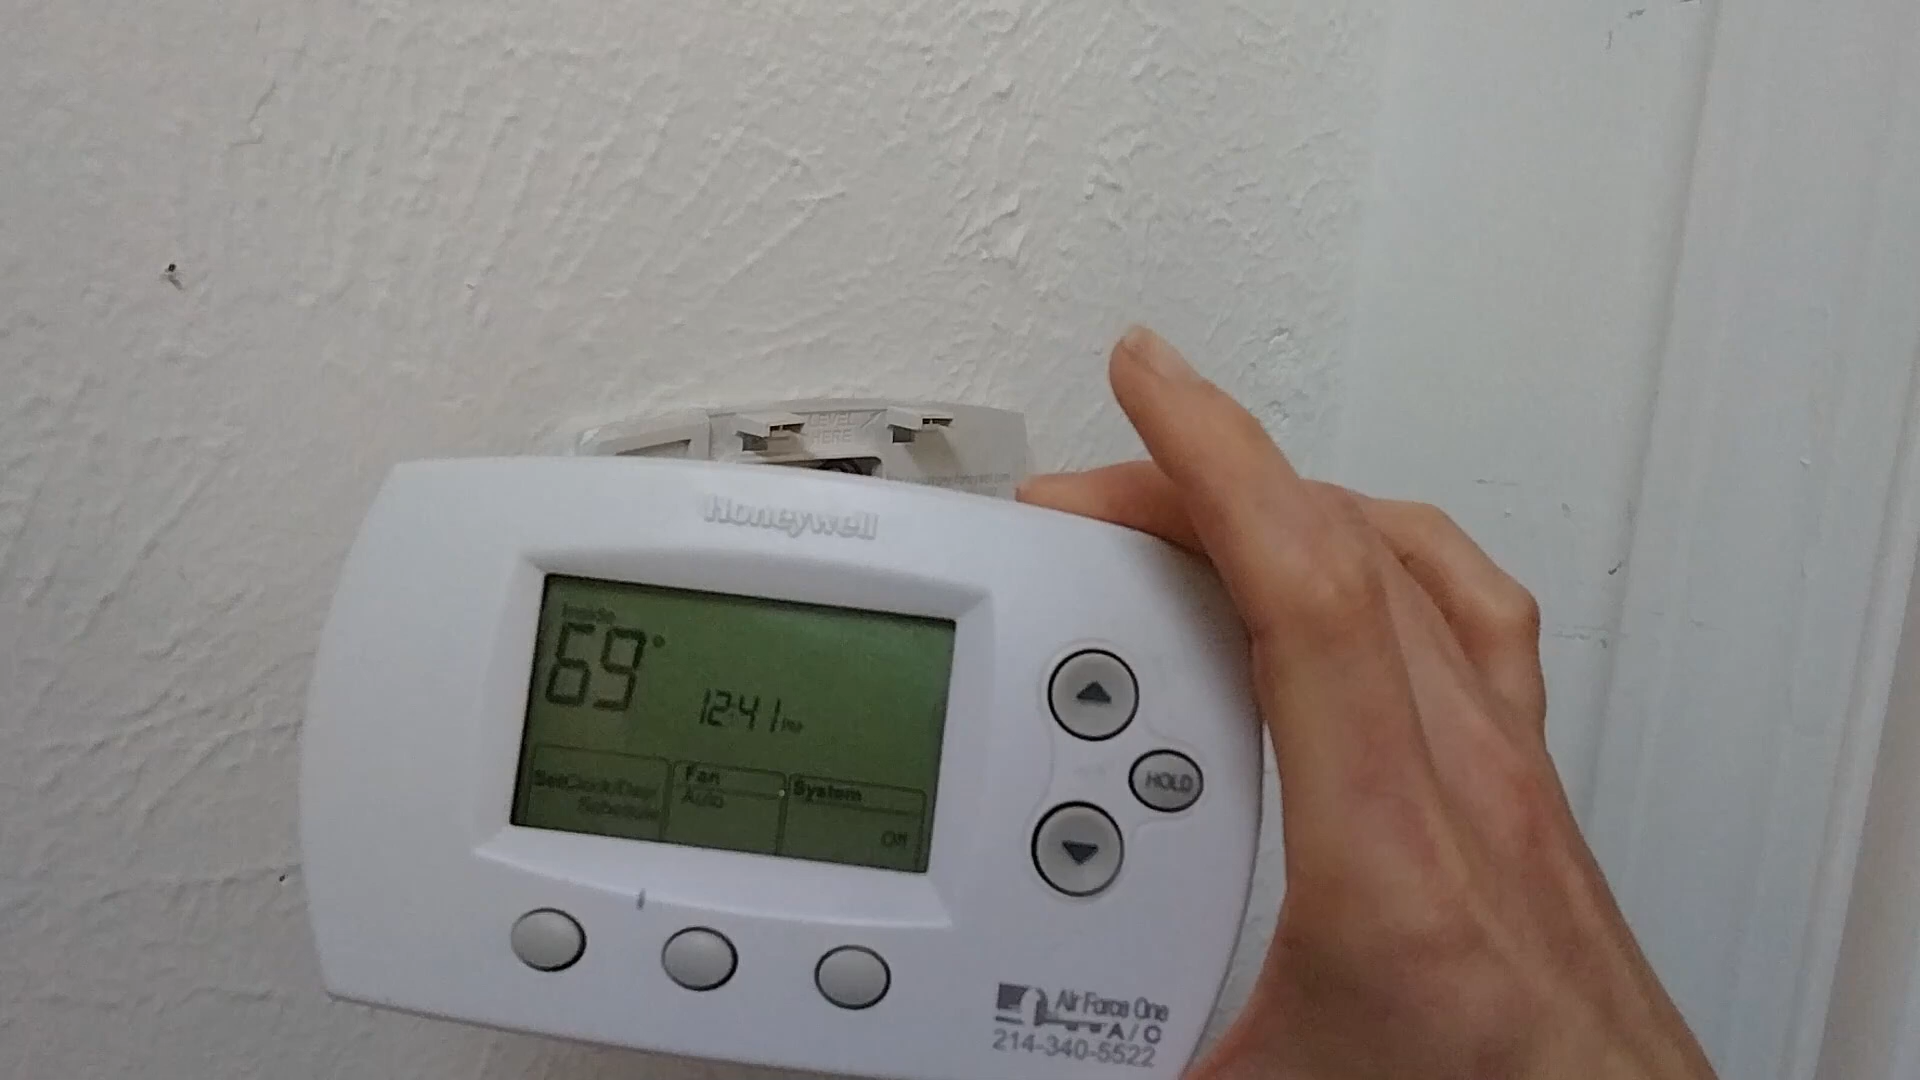 LEVEL
HERE
Honeywell
Inside
69°
12:41 PM
Set Clock/Day/
Schedule
Fan
Auto
System
Off
HOLD
Air Force One
A/C
214-340-5522